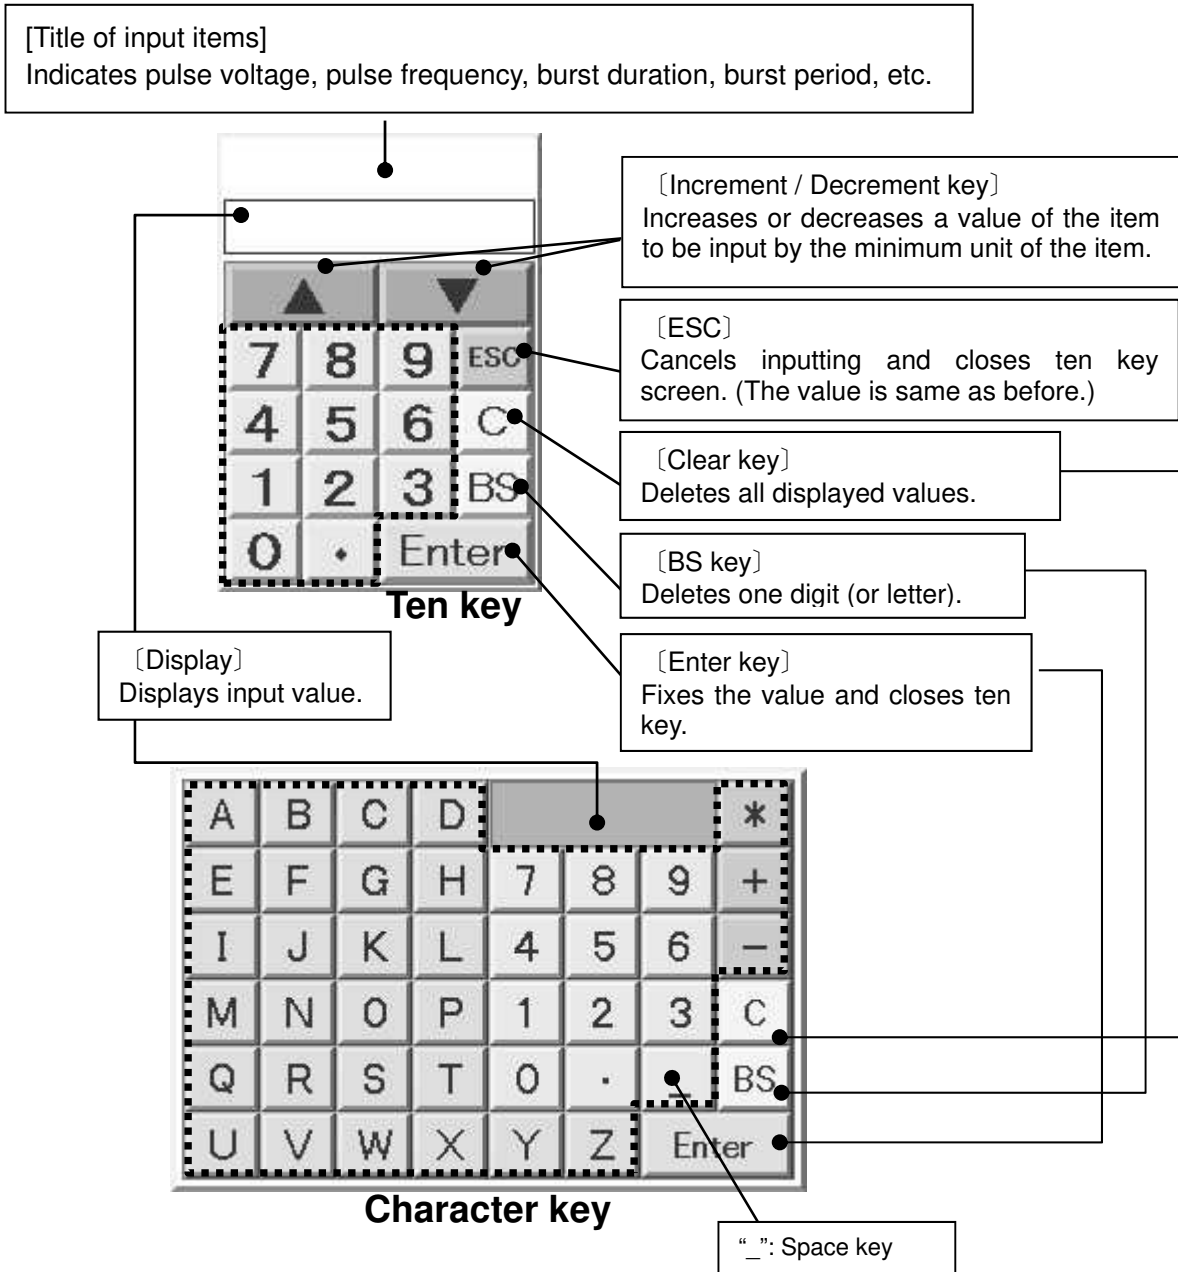 [Title of input items]
Indicates pulse voltage, pulse frequency, burst duration, burst period, etc.
〔Increment / Decrement key〕
Increases or decreases a value of the item
to be input by the minimum unit of the item.
▲ ▼
〔ESC〕
Cancels inputting and closes ten key
screen. (The value is same as before.)
7 8 9 ESC
4 5 6 C
1 2 3 BS
0 . Enter
〔Clear key〕
Deletes all displayed values.
〔BS key〕
Deletes one digit (or letter).
Ten key
〔Display〕
Displays input value.
〔Enter key〕
Fixes the value and closes ten
key.
A B C D *
E F G H 7 8 9 +
I J K L 4 5 6 −
M N O P 1 2 3 C
Q R S T 0 . _ BS
U V W X Y Z Enter
Character key
“_”: Space key